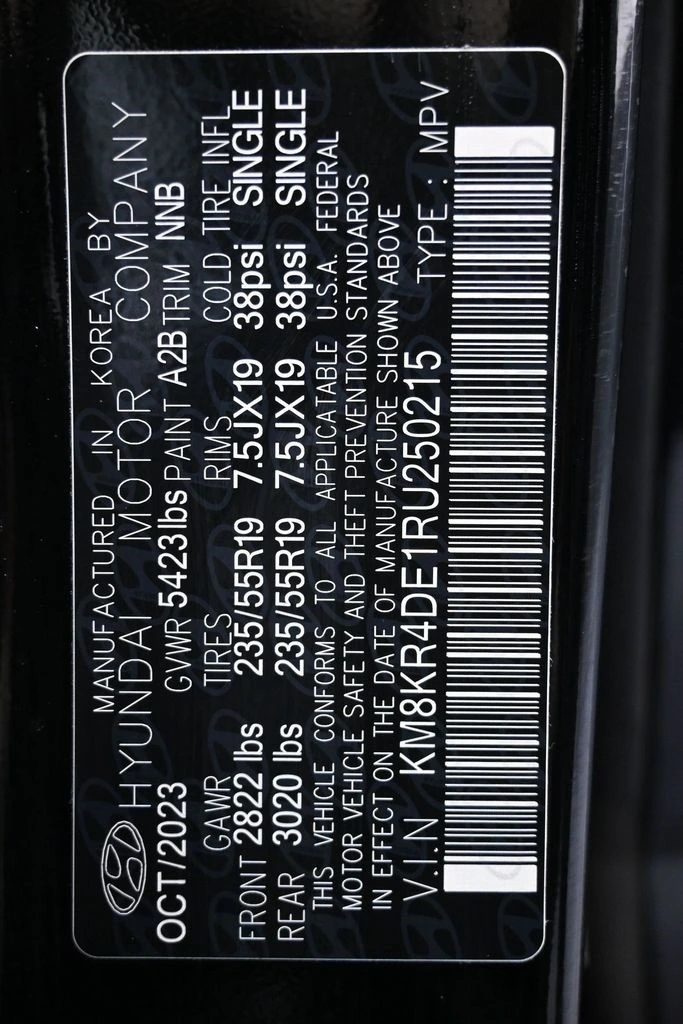 MANUFACTURED IN KOREA BY
HYUNDAI MOTOR COMPANY
OCT/2023 GVWR 5423lbs PAINT A2B TRIM NNB
GAWR TIRES RIMS COLD TIRE INFL
FRONT 2822 lbs 235/55R19 7.5JX19 38psi SINGLE
REAR 3020 lbs 235/55R19 7.5JX19 38psi SINGLE
THIS VEHICLE CONFORMS TO ALL APPLICATABLE U.S.A. FEDERAL
MOTOR VEHICLE SAFETY AND THEFT PREVENTION STANDARDS
IN EFFECT ON THE DATE OF MANUFACTURE SHOWN ABOVE
V.I.N KM8KR4DE1RU250215 TYPE : MPV